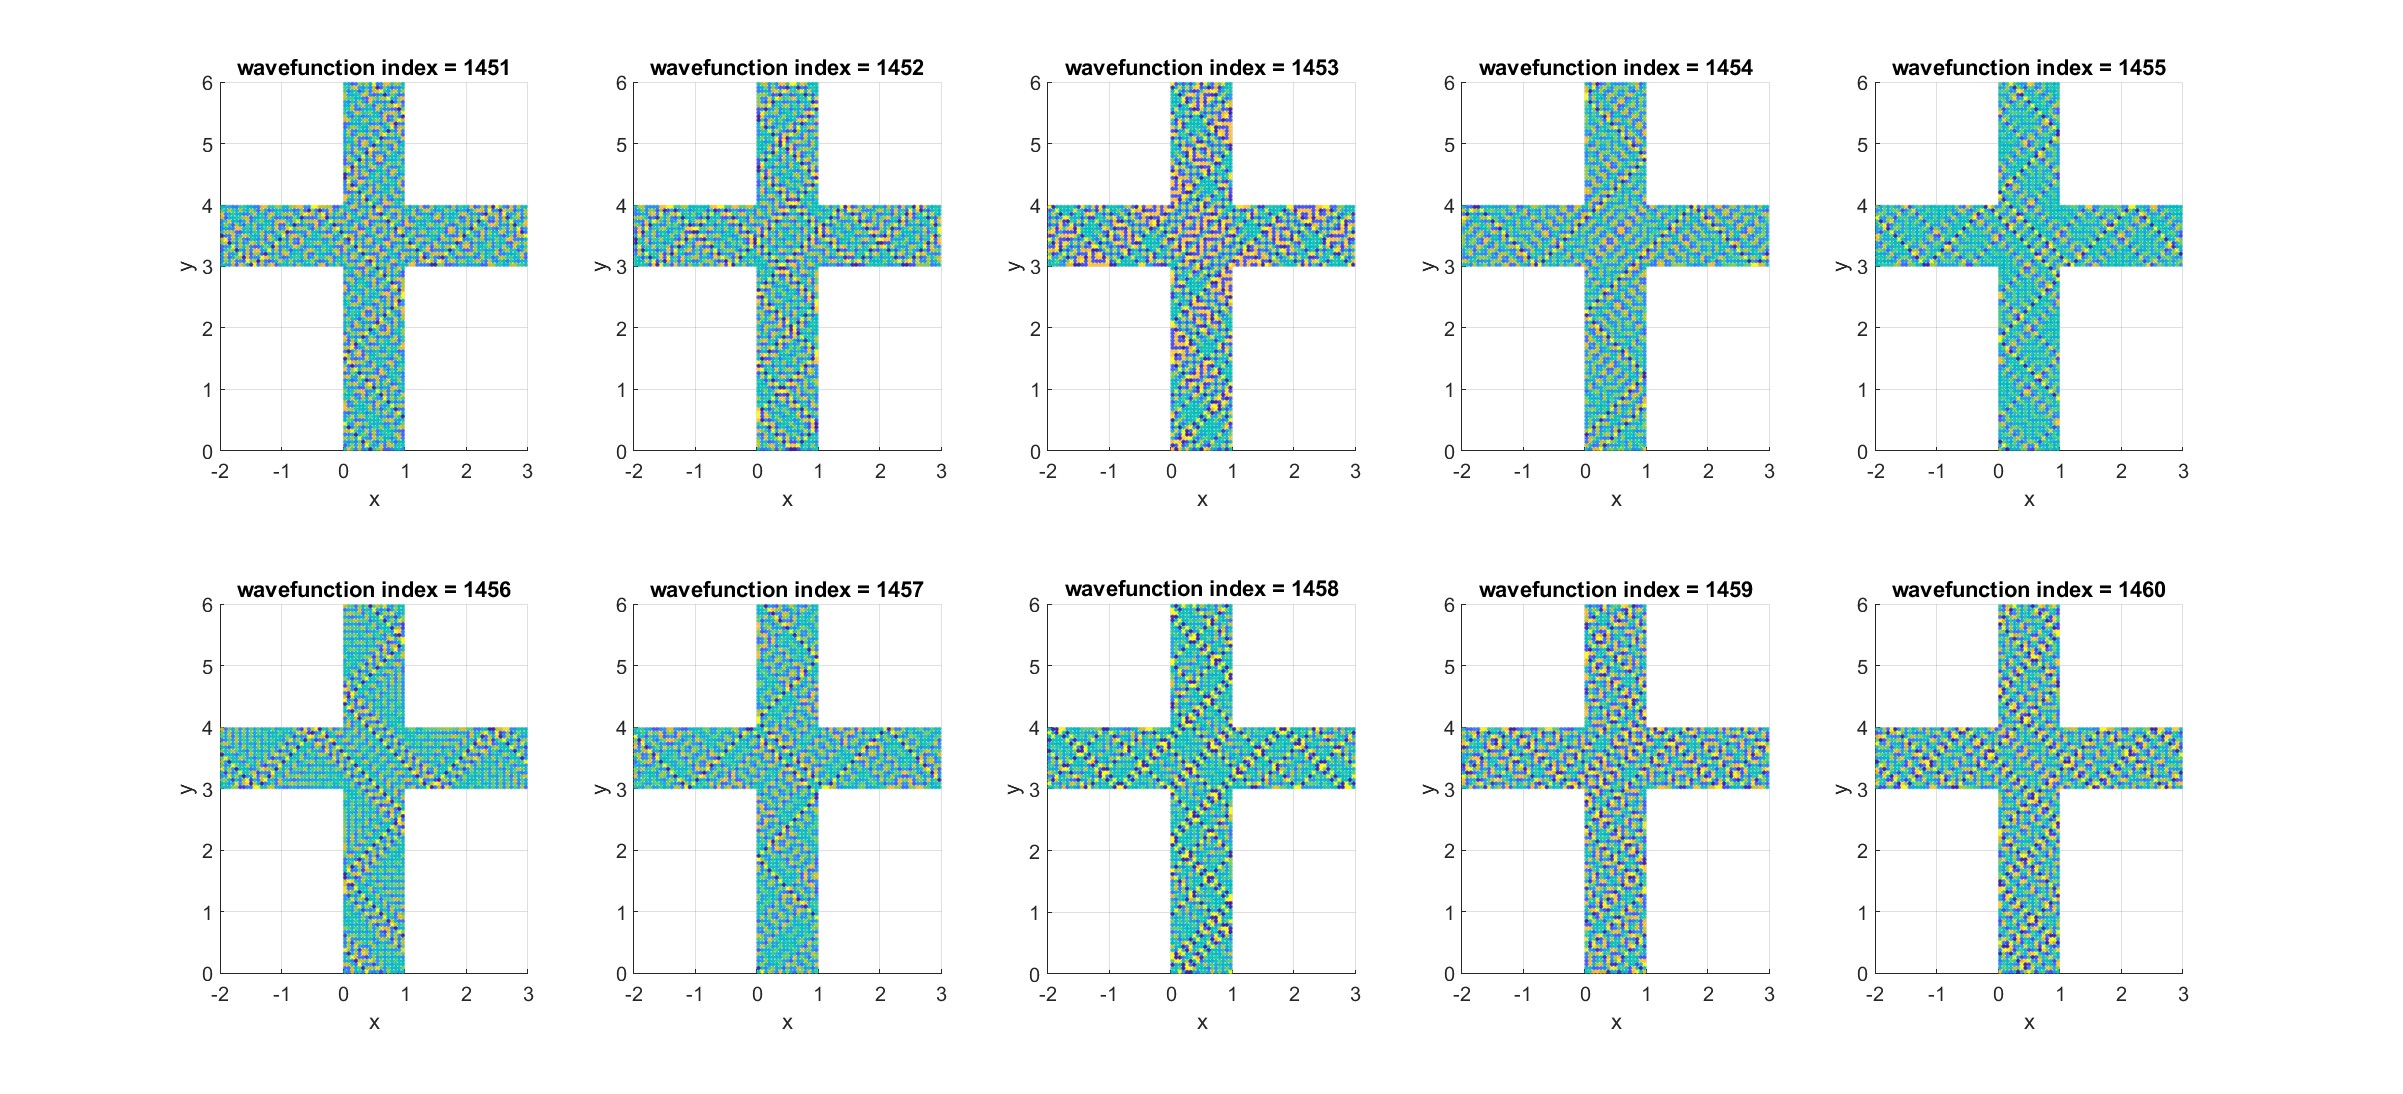 wavefunction index = 1451
wavefunction index = 1452
wavefunction index = 1453
wavefunction index = 1454
wavefunction index = 1455
6 6 6 6 6
5 5 5 5 5
4 4 4 4 4
y y y y y
3 3 3 3 3
2 2 2 2 2
1 1 1 1 1
0 0 0 0 0
-2 -1 0 1 2 3 -2 -1 0 1 2 3 -2 -1 0 1 2 3 -2 -1 0 1 2 3 -2 -1 0 1 2 3
x x x x x
wavefunction index = 1456
wavefunction index = 1457
wavefunction index = 1458
wavefunction index = 1459
wavefunction index = 1460
6 6 6 6 6
5 5 5 5 5
4 4 4 4 4
y y y y y
3 3 3 3 3
2 2 2 2 2
1 1 1 1 1
0 0 0 0 0
-2 -1 0 1 2 3 -2 -1 0 1 2 3 -2 -1 0 1 2 3 -2 -1 0 1 2 3 -2 -1 0 1 2 3
x x x x x